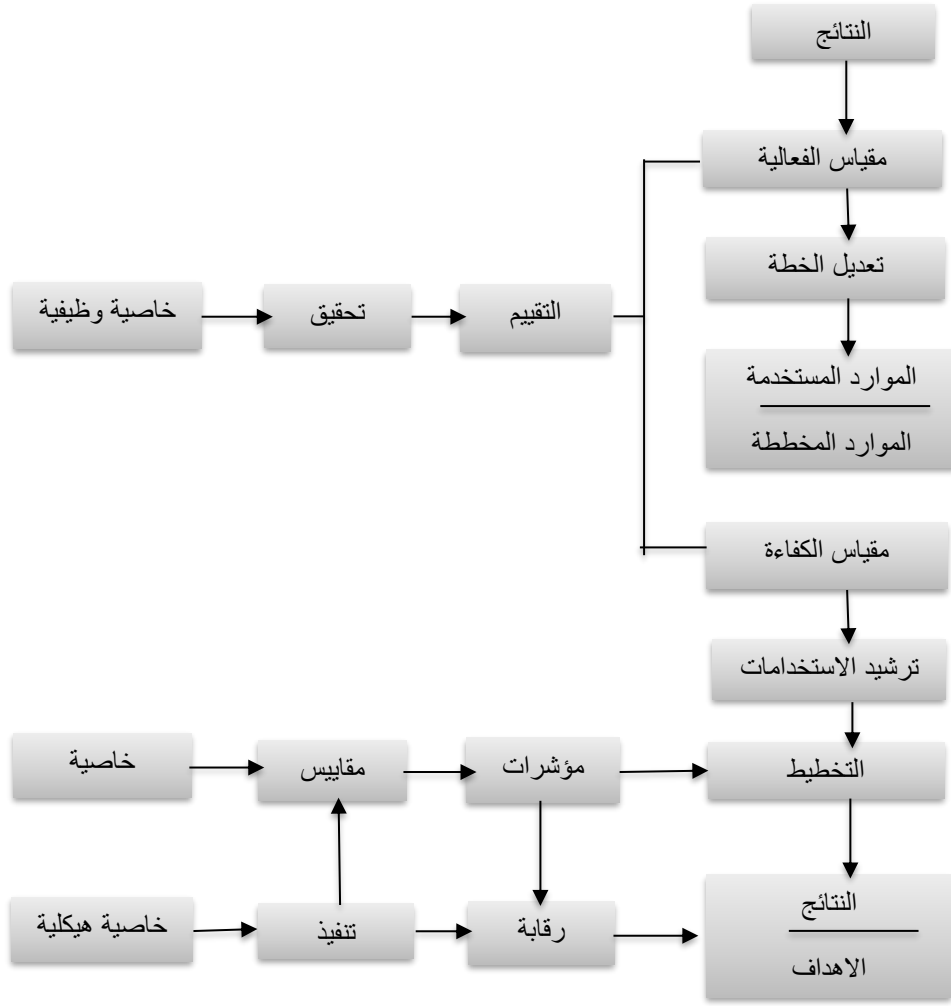 النتائج
مقياس الفعالية
تعديل الخطة
خاصية وظيفية
تحقيق
التقييم
الموارد المستخدمة
الموارد المخططة
مقياس الكفاءة
ترشيد الاستخدامات
خاصية
مقاييس
مؤشرات
التخطيط
خاصية هيكلية
تنفيذ
رقابة
النتائج
الاهداف